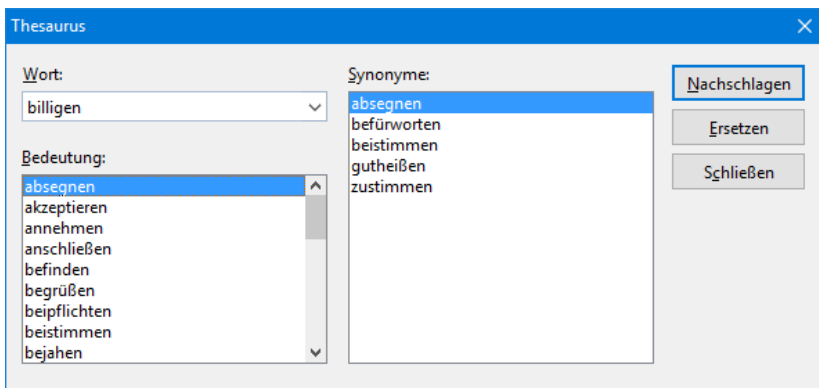 Thesaurus
Wort:
billigen
Bedeutung:
absegnen
akzeptieren
annehmen
anschließen
befinden
begrüßen
beipflichten
beistimmen
bejahen
Synonyme:
absegnen
befürworten
beistimmen
gutheißen
zustimmen
Nachschlagen
Ersetzen
Schließen